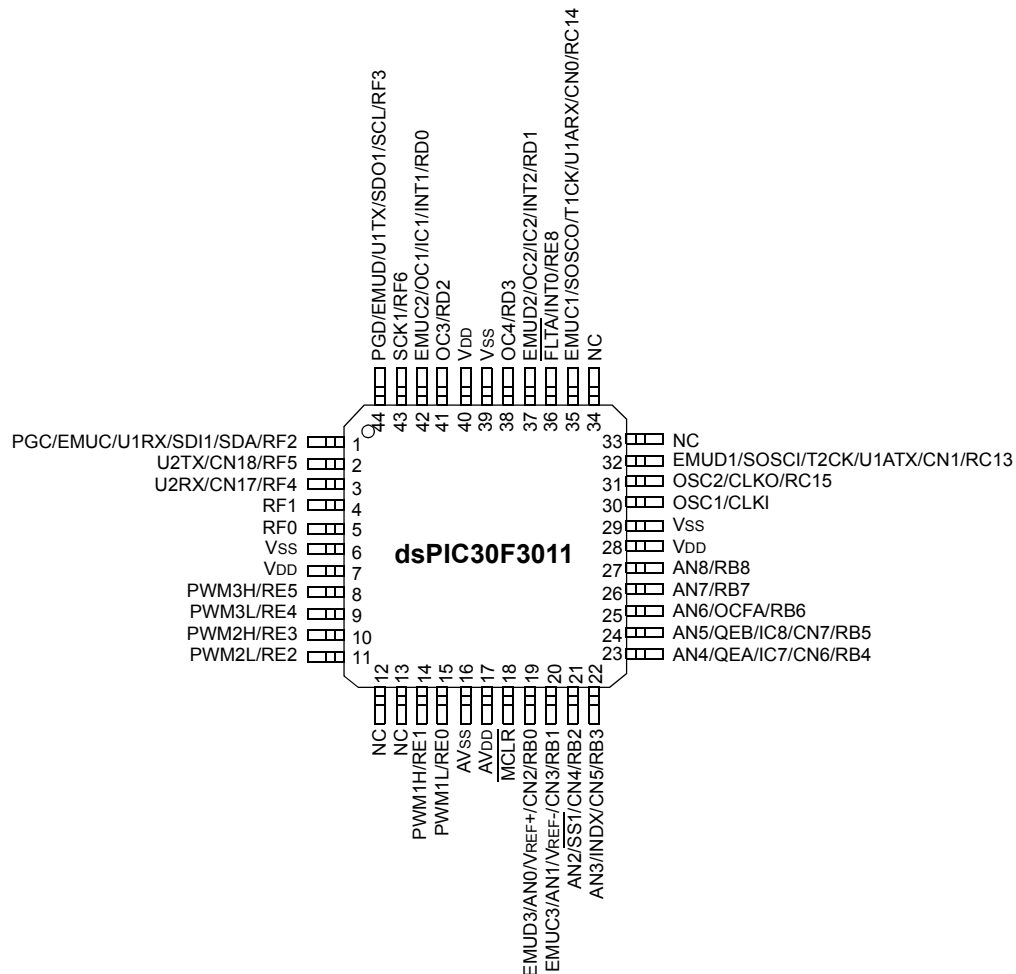 PGD/EMUD/U1TX/SDO1/SCL/RF3
SCK1/RF6
EMUC2/OC1/IC1/INT1/RD0
OC3/RD2
VDD
VSS
OC4/RD3
EMUD2/OC2/IC2/INT2/RD1
FLTA/INT0/RE8
EMUC1/SOSCO/T1CK/U1ARX/CN0/RC14
NC
44
43
42
41
40
39
38
37
36
35
34
PGC/EMUC/U1RX/SDI1/SDA/RF2 1
U2TX/CN18/RF5 2
U2RX/CN17/RF4 3
RF1 4
RF0 5
VSS 6
VDD 7
PWM3H/RE5 8
PWM3L/RE4 9
PWM2H/RE3 10
PWM2L/RE2 11
dsPIC30F3011
33 NC
32 EMUD1/SOSCI/T2CK/U1ATX/CN1/RC13
31 OSC2/CLKO/RC15
30 OSC1/CLKI
29 VSS
28 VDD
27 AN8/RB8
26 AN7/RB7
25 AN6/OCFA/RB6
24 AN5/QEB/IC8/CN7/RB5
23 AN4/QEA/IC7/CN6/RB4
12
13
14
15
16
17
18
19
20
21
22
NC
NC
PWM1H/RE1
PWM1L/RE0
AVSS
AVDD
MCLR
EMUD3/AN0/VREF+/CN2/RB0
EMUC3/AN1/VREF-/CN3/RB1
AN2/SS1/CN4/RB2
AN3/INDX/CN5/RB3